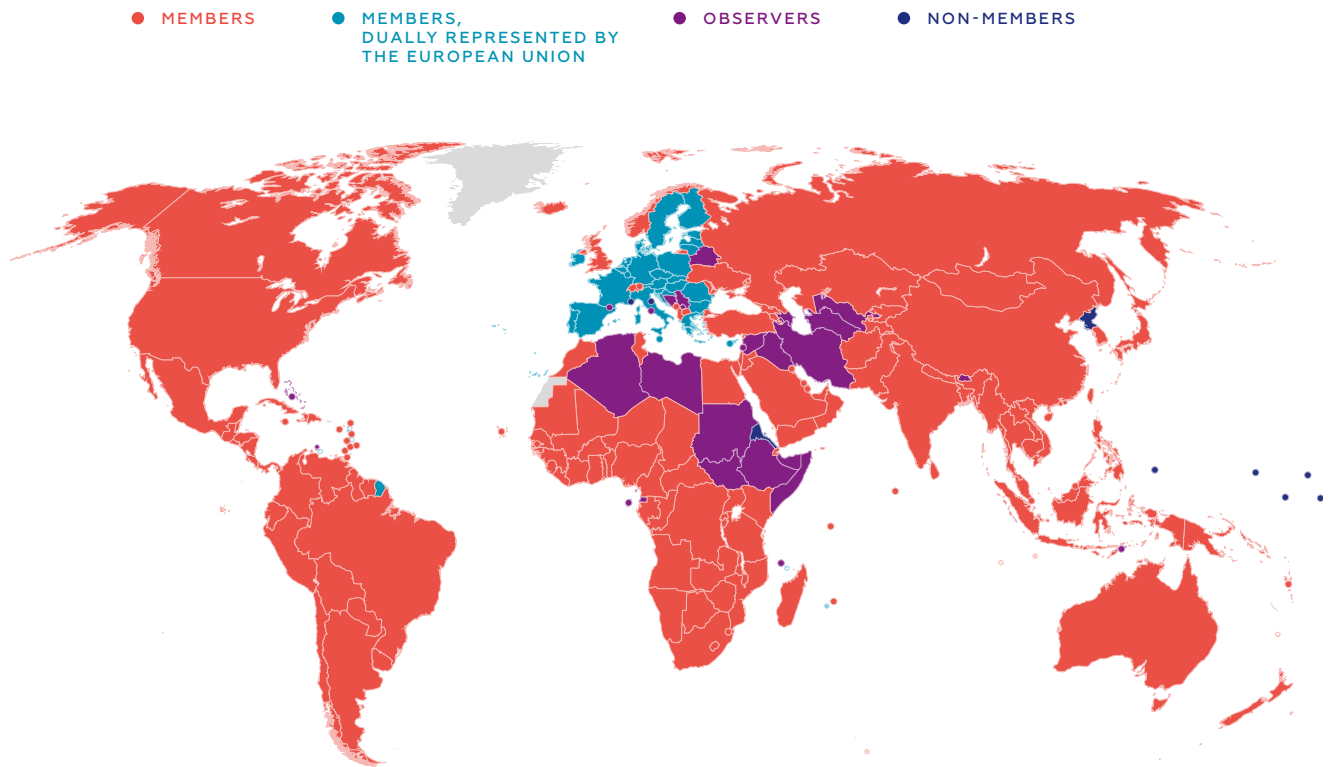 MEMBERS
MEMBERS,
DUALLY REPRESENTED BY
THE EUROPEAN UNION
OBSERVERS
NON-MEMBERS